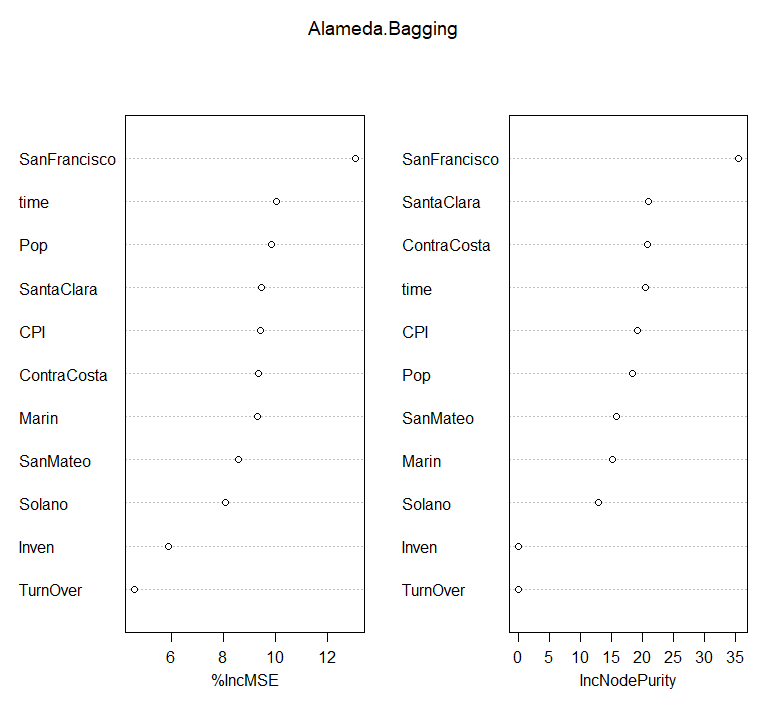 Alameda.Bagging
SanFrancisco
time
Pop
SantaClara
CPI
ContraCosta
Marin
SanMateo
Solano
Inven
TurnOver
6 8 10 12
%IncMSE
SanFrancisco
SantaClara
ContraCosta
time
CPI
Pop
SanMateo
Marin
Solano
Inven
TurnOver
0 5 10 15 20 25 30 35
IncNodePurity